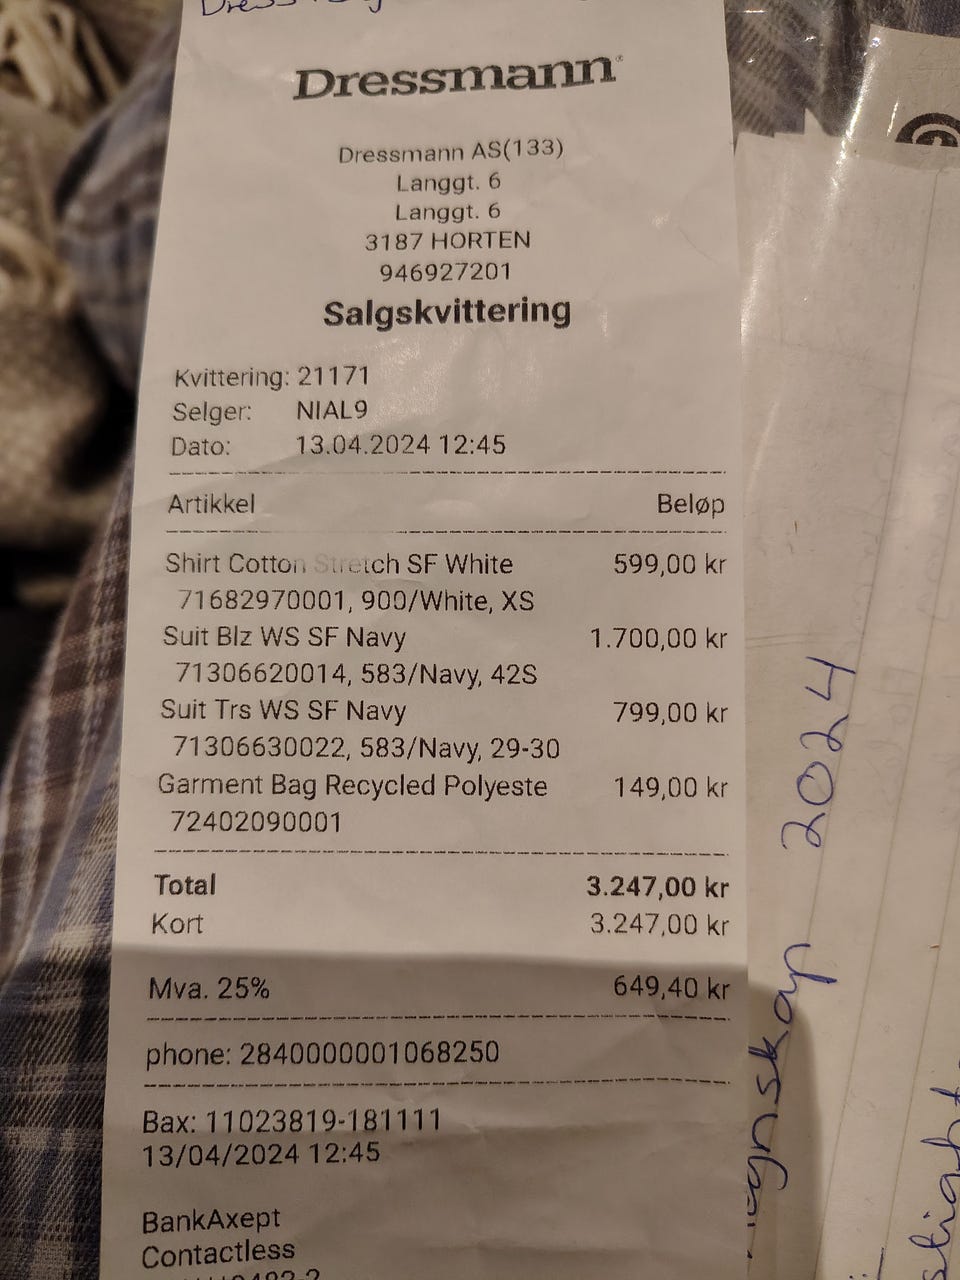 Dressmann
Dressmann AS(133)
Langgt. 6
Langgt. 6
3187 HORTEN
946927201
Salgskvittering
Kvittering: 21171
Selger: NIAL9
Dato: 13.04.2024 12:45
Artikkel Beløp
Shirt Cotton Stretch SF White 599,00 kr
71682970001, 900/White, XS
Suit Blz WS SF Navy 1.700,00 kr
71306620014, 583/Navy, 42S
Suit Trs WS SF Navy 799,00 kr
71306630022, 583/Navy, 29-30
Garment Bag Recycled Polyeste 149,00 kr
72402090001
Total 3.247,00 kr
Kort 3.247,00 kr
Mva. 25% 649,40 kr
phone: 2840000001068250
Bax: 11023819-181111
13/04/2024 12:45
BankAxept
Contactless
2024